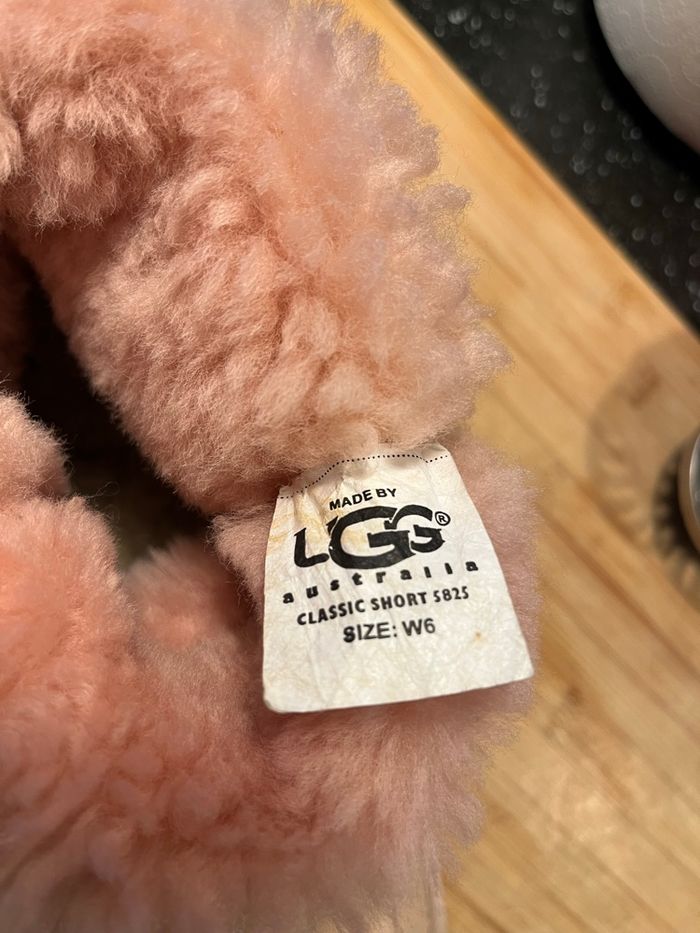 MADE BY
UGG®
australia
CLASSIC SHORT 5825
SIZE: W6